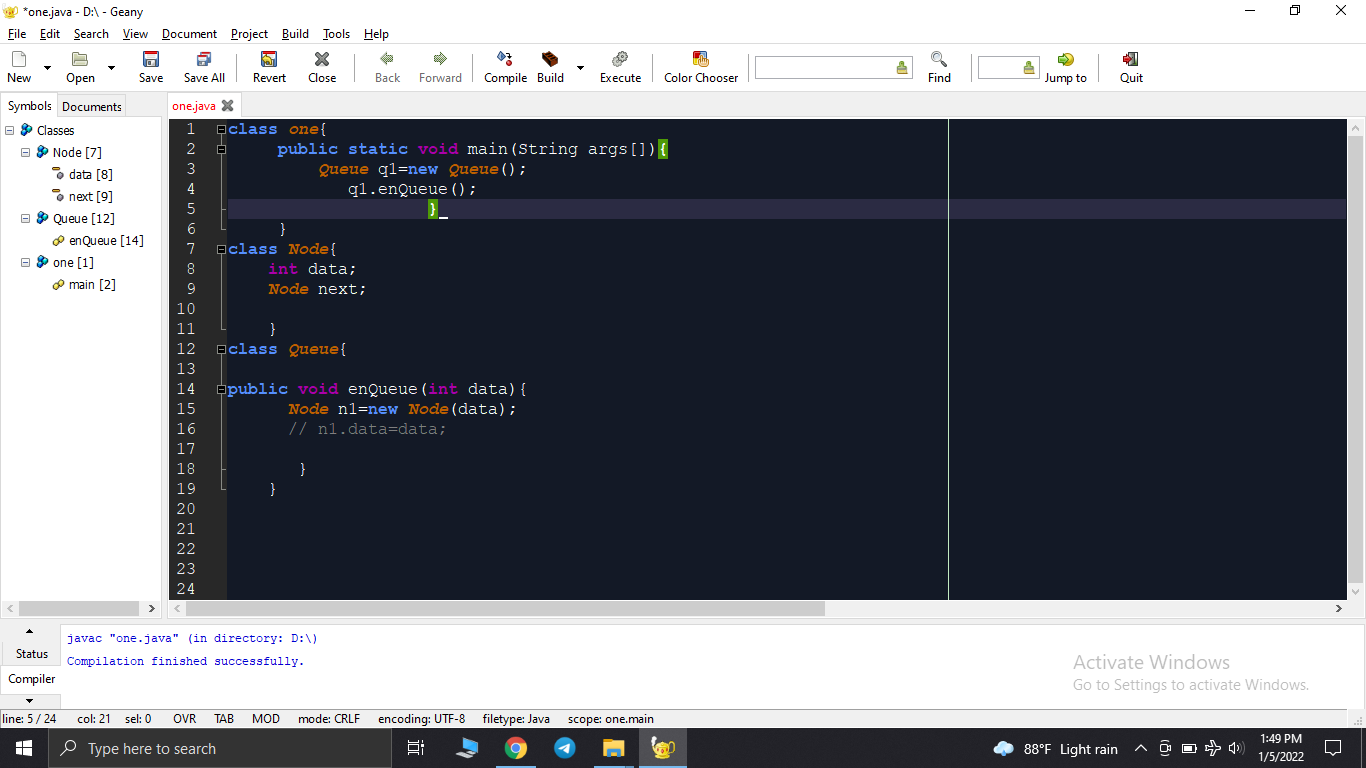 *one.java - D:\ - Geany
File Edit Search View Document Project Build Tools Help
New Open Save Save All Revert Close Back Forward Compile Build Execute Color Chooser Find Jump to Quit
Symbols Documents
Classes
Node [7]
data [8]
next [9]
Queue [12]
enQueue [14]
one [1]
main [2]
one.java
1 class one{
2 public static void main(String args[]){
3 Queue q1=new Queue();
4 q1.enQueue();
5 }
6 }
7 class Node{
8 int data;
9 Node next;
10
11 }
12 class Queue{
13
14 public void enQueue(int data){
15 Node n1=new Node(data);
16 // n1.data=data;
17
18 }
19 }
20
21
22
23
24
Status
Compiler
javac "one.java" (in directory: D:\)
Compilation finished successfully.
Activate Windows
Go to Settings to activate Windows.
line: 5 / 24 col: 21 sel: 0 OVR TAB MOD mode: CRLF encoding: UTF-8 filetype: Java scope: one.main
Type here to search
88°F Light rain
1:49 PM
1/5/2022